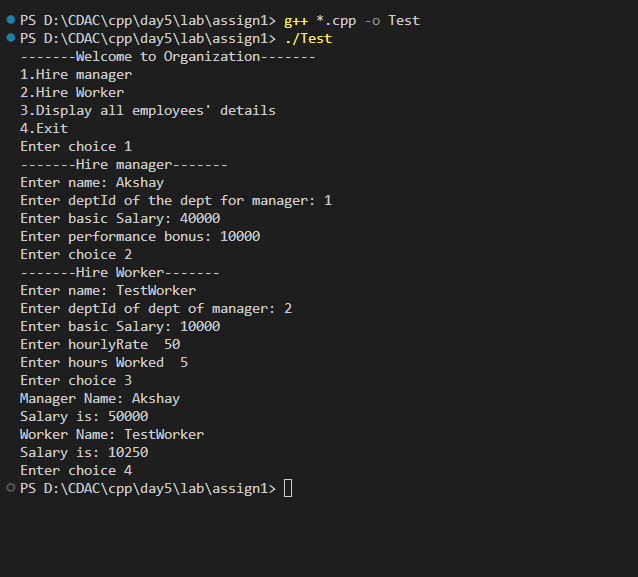 PS D:\CDAC\cpp\day5\lab\assign1> g++ *.cpp -o Test
PS D:\CDAC\cpp\day5\lab\assign1> ./Test
-------Welcome to Organization-------
1.Hire manager
2.Hire Worker
3.Display all employees' details
4.Exit
Enter choice 1
-------Hire manager-------
Enter name: Akshay
Enter deptId of the dept for manager: 1
Enter basic Salary: 40000
Enter performance bonus: 10000
Enter choice 2
-------Hire Worker-------
Enter name: TestWorker
Enter deptId of dept of manager: 2
Enter basic Salary: 10000
Enter hourlyRate  50
Enter hours Worked  5
Enter choice 3
Manager Name: Akshay
Salary is: 50000
Worker Name: TestWorker
Salary is: 10250
Enter choice 4
PS D:\CDAC\cpp\day5\lab\assign1>